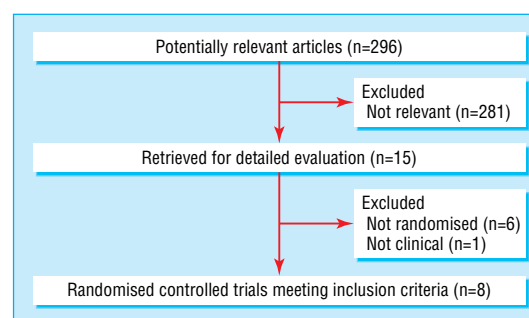 Potentially relevant articles (n=296)
Excluded
Not relevant (n=281)
Retrieved for detailed evaluation (n=15)
Excluded
Not randomised (n=6)
Not clinical (n=1)
Randomised controlled trials meeting inclusion criteria (n=8)